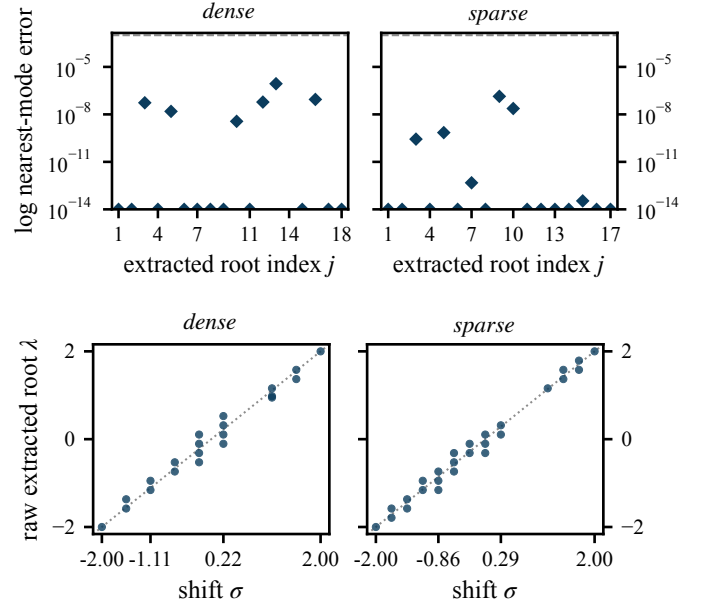 dense
sparse
log nearest-mode error
10⁻⁵
10⁻⁸
10⁻¹¹
10⁻¹⁴
10⁻⁵
10⁻⁸
10⁻¹¹
10⁻¹⁴
1 4 7 11 14 18
1 4 7 10 13 17
extracted root index j
extracted root index j
dense
sparse
raw extracted root λ
2
0
−2
2
0
−2
-2.00 -1.11 0.22 2.00
-2.00 -0.86 0.29 2.00
shift σ
shift σ